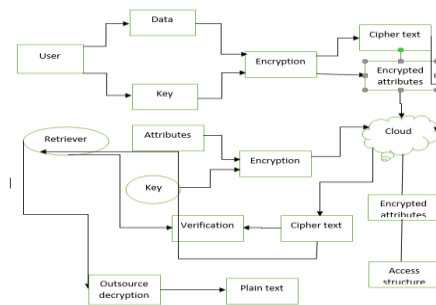 Data
Cipher text
User
Encryption
Encrypted
attributes
Key
Attributes
Cloud
Retriever
Encryption
Key
Encrypted
attributes
Verification
Cipher text
Access
structure
Outsource
decryption
Plain text